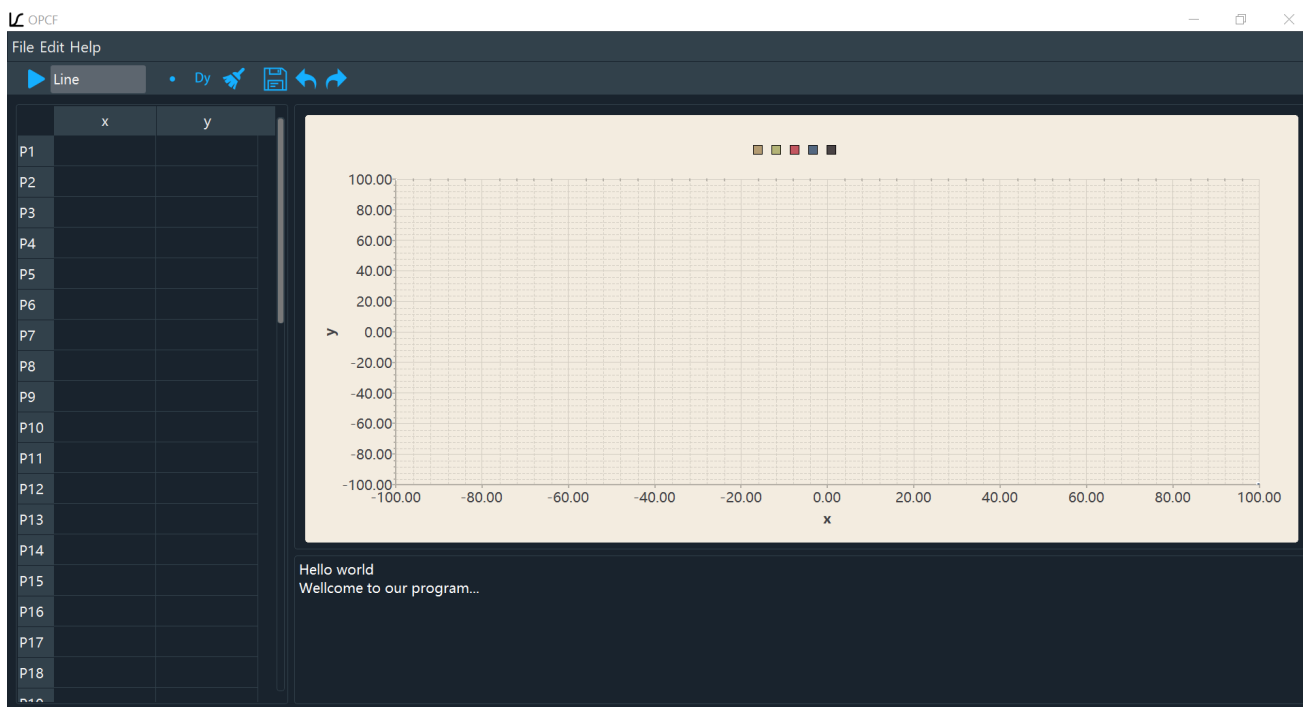 OPCF
File Edit Help
Line Dy
x y
P1
P2
P3
P4
P5
P6
P7
P8
P9
P10
P11
P12
P13
P14
P15
P16
P17
P18
100.00
80.00
60.00
40.00
20.00
0.00
-20.00
-40.00
-60.00
-80.00
-100.00
y
-100.00 -80.00 -60.00 -40.00 -20.00 0.00 20.00 40.00 60.00 80.00 100.00
x
Hello world
Wellcome to our program...